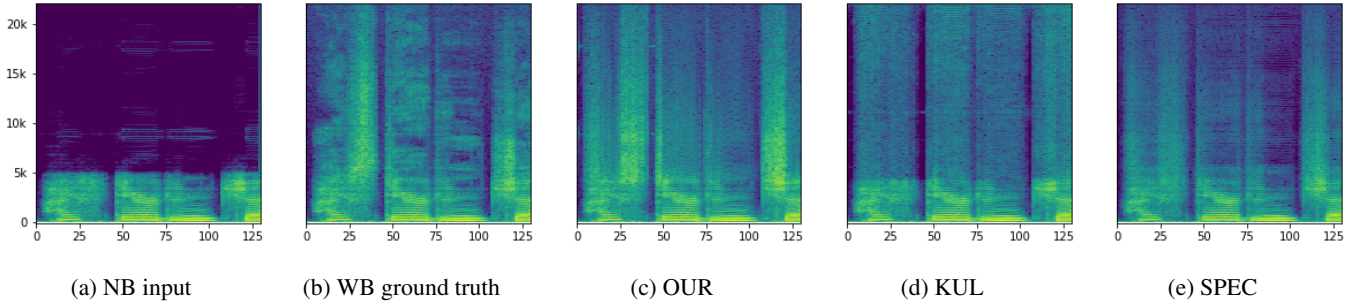 20k
15k
10k
5k
0
0 25 50 75 100 125
0 25 50 75 100 125
0 25 50 75 100 125
0 25 50 75 100 125
0 25 50 75 100 125
(a) NB input
(b) WB ground truth
(c) OUR
(d) KUL
(e) SPEC